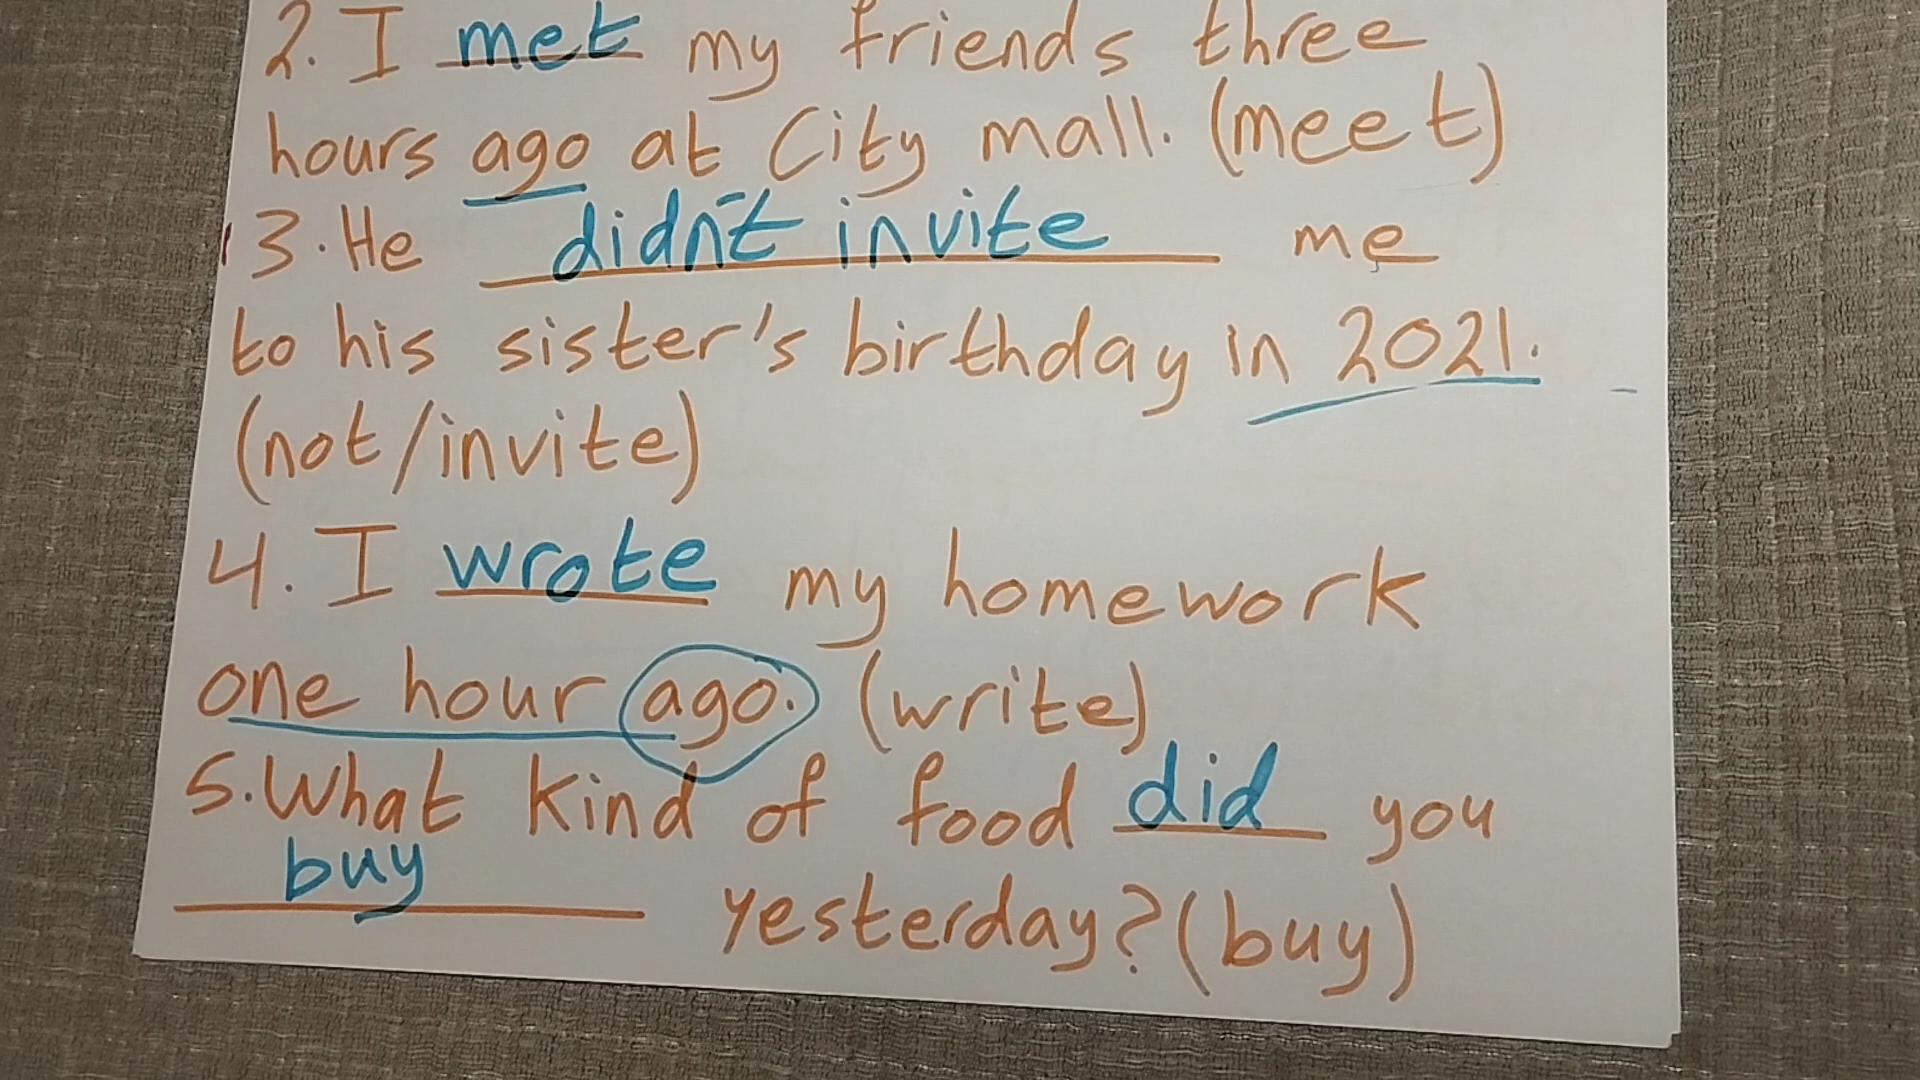 2. I met my friends three
hours ago at City mall. (meet)
3. He didn't invite me
to his sister's birthday in 2021.
(not/invite)
4. I wrote my homework
one hour ago. (write)
5. What kind of food did you
buy yesterday? (buy)